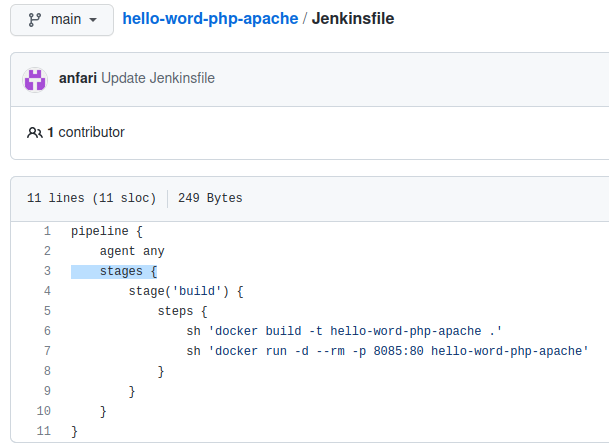 main
hello-word-php-apache / Jenkinsfile
anfari Update Jenkinsfile
1 contributor
11 lines (11 sloc) 249 Bytes
1 pipeline {
2     agent any
3     stages {
4         stage('build') {
5             steps {
6                 sh 'docker build -t hello-word-php-apache .'
7                 sh 'docker run -d --rm -p 8085:80 hello-word-php-apache'
8             }
9         }
10     }
11 }